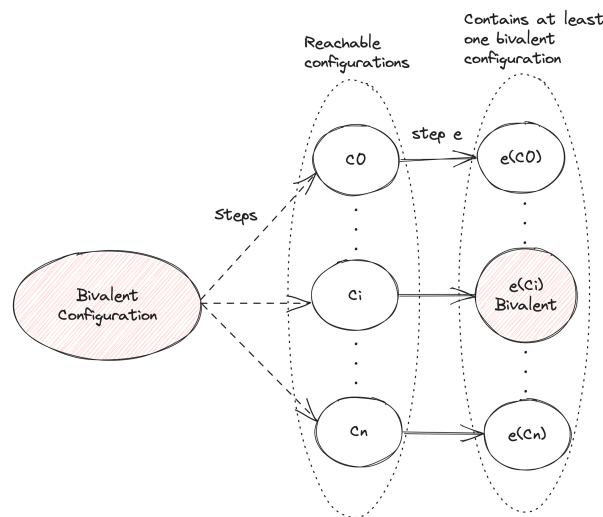 Contains at least
one bivalent
configuration
Reachable
configurations
step e
C0
e(C0)
Steps
Bivalent
Configuration
Ci
e(Ci)
Bivalent
Cn
e(Cn)